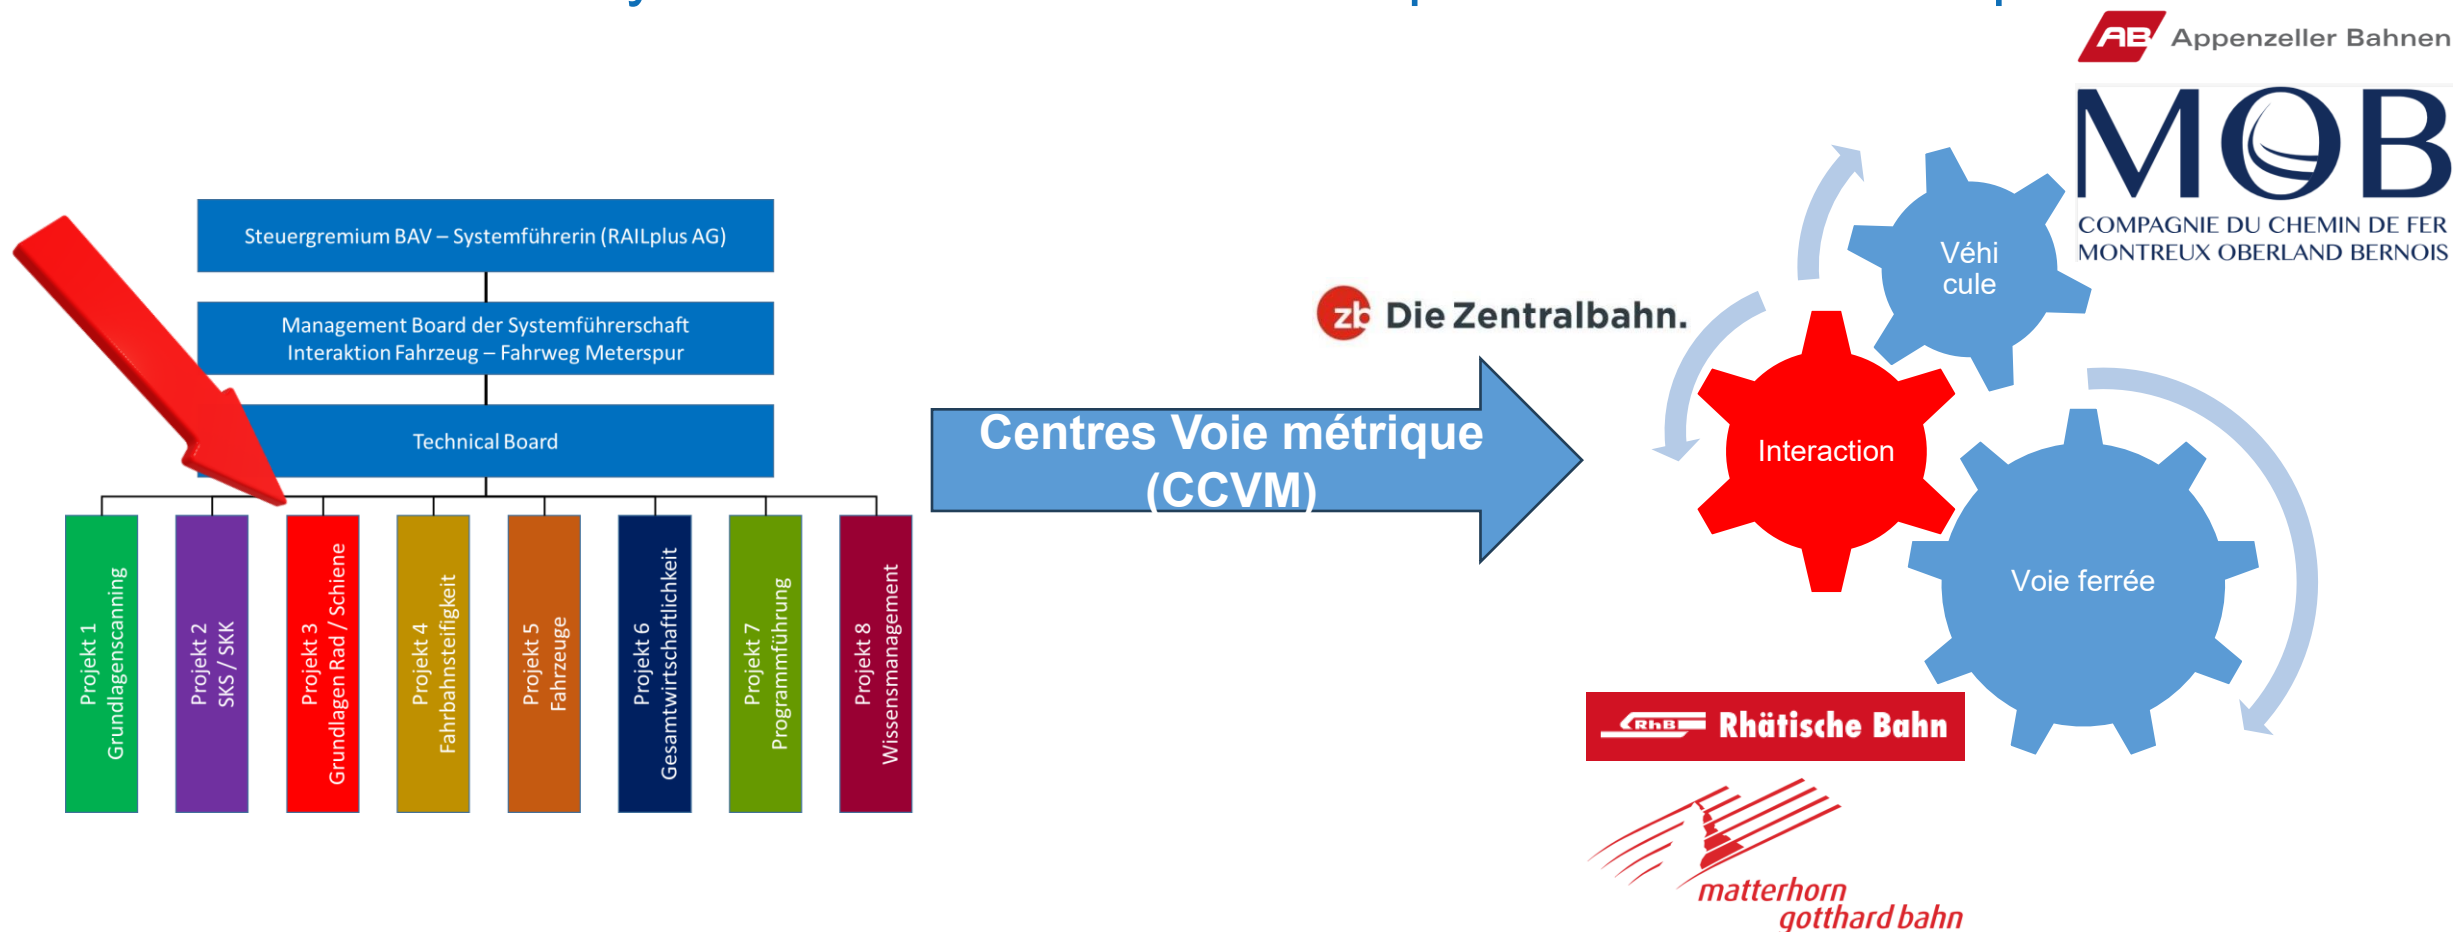 Steuergremium BAV – Systemführerin (RAILplus AG)
Management Board der Systemführerschaft
Interaktion Fahrzeug – Fahrweg Meterspur
Technical Board
Projekt 1
Grundlagenscanning
Projekt 2
SKS / SKK
Projekt 3
Grundlagen Rad / Schiene
Projekt 4
Fahrbahnsteifigkeit
Projekt 5
Fahrzeuge
Projekt 6
Gesamtwirtschaftlichkeit
Projekt 7
Programmführung
Projekt 8
Wissensmanagement
Centres Voie métrique
(CCVM)
zb Die Zentralbahn.
Véhi
cule
Interaction
Voie ferrée
AB Appenzeller Bahnen
MOB
COMPAGNIE DU CHEMIN DE FER
MONTREUX OBERLAND BERNOIS
RhB Rhätische Bahn
matterhorn
gotthard bahn